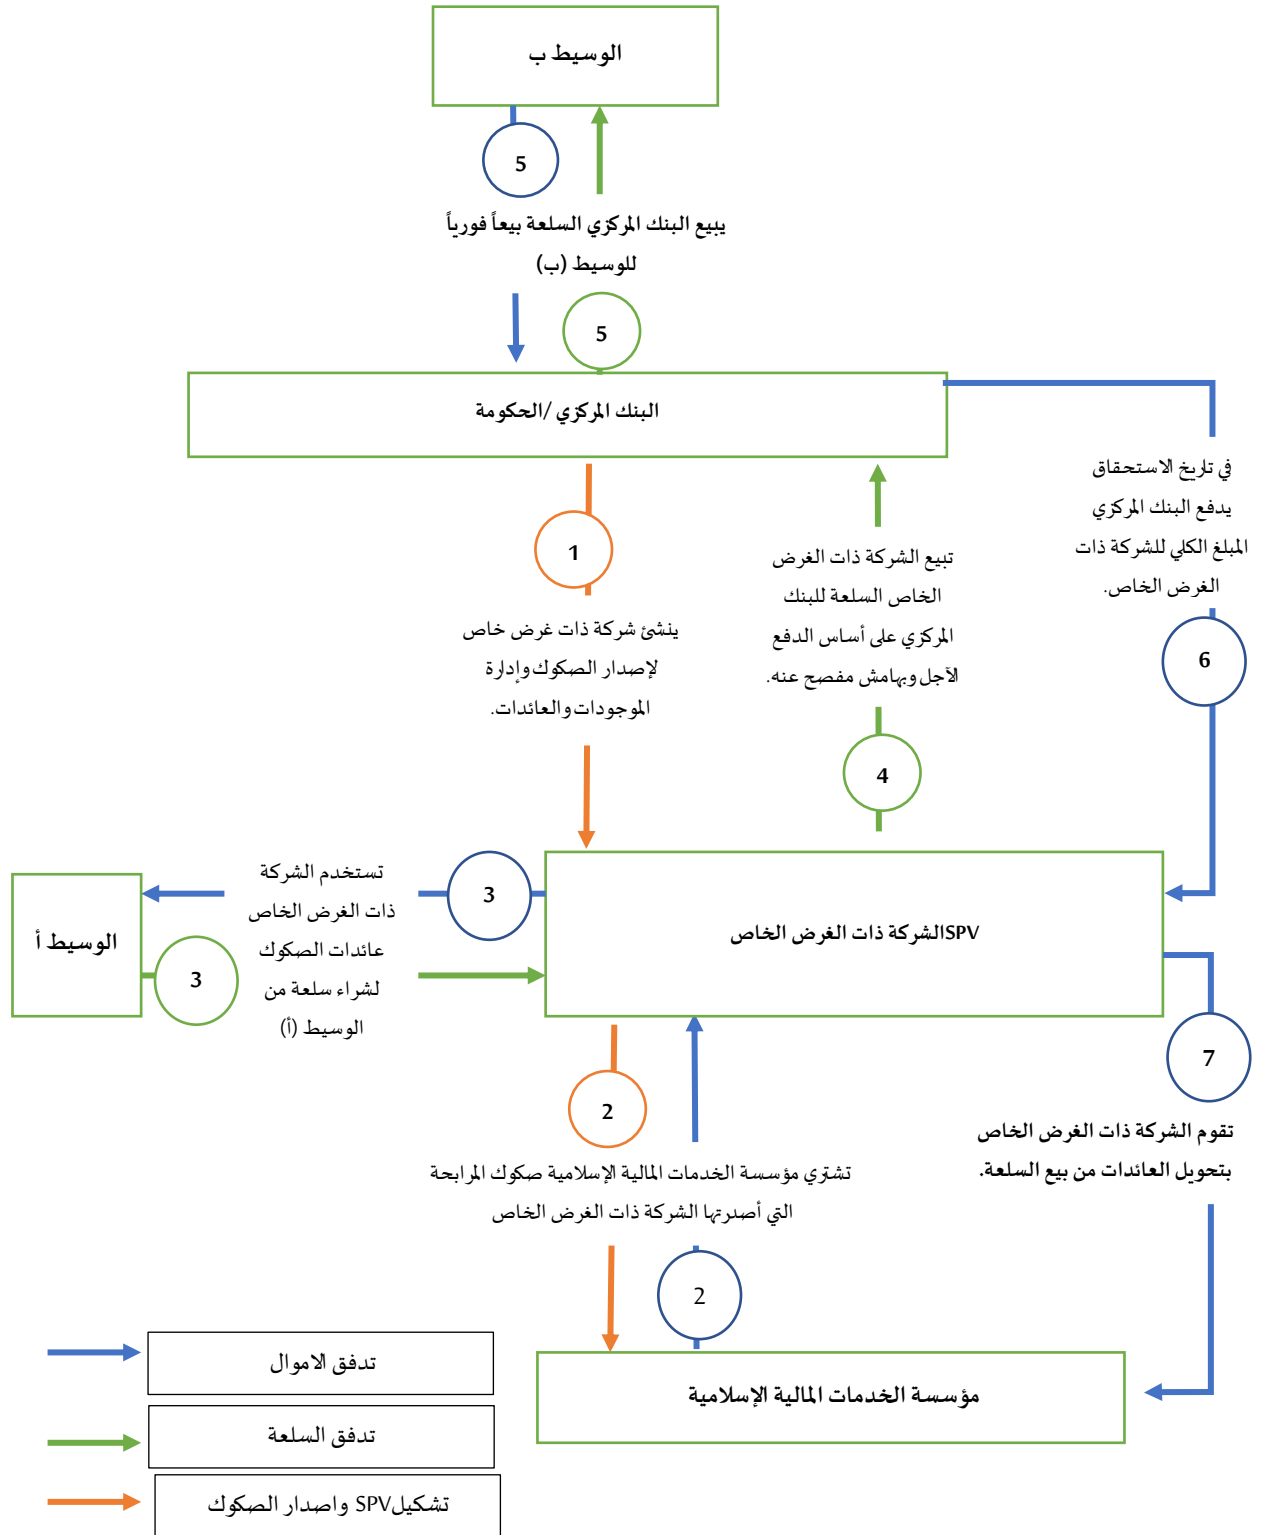 الوسيط ب
5
يبيع البنك المركزي السلعة بيعاً فورياً
للوسيط (ب)
5
البنك المركزي /الحكومة
في تاريخ الاستحقاق
يدفع البنك المركزي
المبلغ الكلي للشركة ذات
الغرض الخاص.
6
1
ينشئ شركة ذات غرض خاص
لإصدار الصكوك وإدارة
الموجودات والعائدات.
تبيع الشركة ذات الغرض
الخاص السلعة للبنك
المركزي على أساس الدفع
الآجل وبهامش مفصح عنه.
4
الوسيط أ
3
3
تستخدم الشركة
ذات الغرض الخاص
عائدات الصكوك
لشراء سلعة من
الوسيط (أ)
SPVالشركة ذات الغرض الخاص
7
تقوم الشركة ذات الغرض الخاص
بتحويل العائدات من بيع السلعة.
2
تشتري مؤسسة الخدمات المالية الإسلامية صكوك المرابحة
التي أصدرتها الشركة ذات الغرض الخاص
2
مؤسسة الخدمات المالية الإسلامية
تدفق الاموال
تدفق السلعة
تشكيلSPV واصدار الصكوك